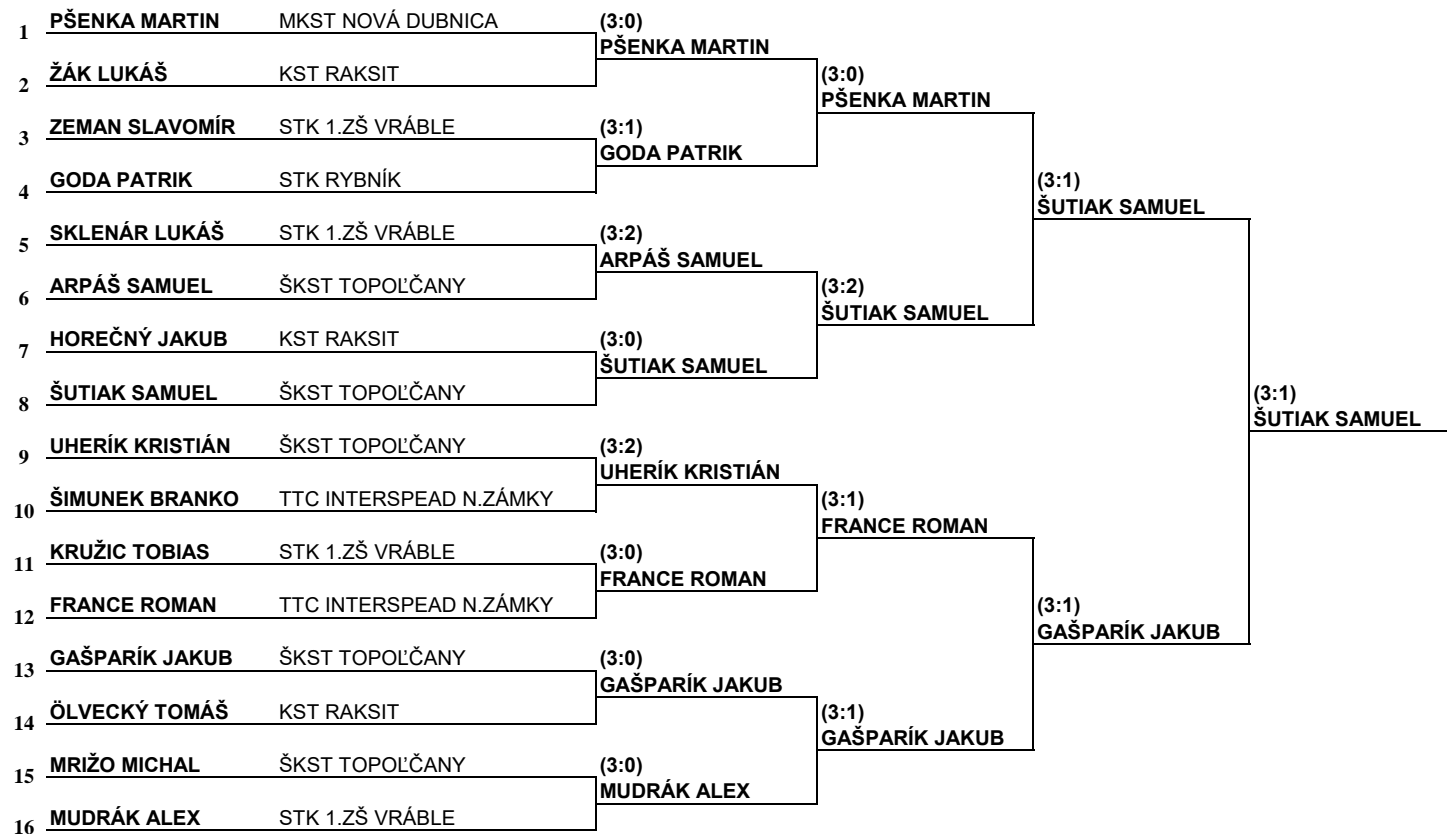 (3:0)
1 PŠENKA MARTIN MKST NOVÁ DUBNICA
PŠENKA MARTIN
2 ŽÁK LUKÁŠ KST RAKSIT
(3:0)
PŠENKA MARTIN
3 ZEMAN SLAVOMÍR STK 1.ZŠ VRÁBLE
(3:1)
GODA PATRIK
4 GODA PATRIK STK RYBNÍK
(3:1)
ŠUTIAK SAMUEL
5 SKLENÁR LUKÁŠ STK 1.ZŠ VRÁBLE
(3:2)
ARPÁŠ SAMUEL
6 ARPÁŠ SAMUEL ŠKST TOPOĽČANY
(3:2)
ŠUTIAK SAMUEL
7 HOREČNÝ JAKUB KST RAKSIT
(3:0)
ŠUTIAK SAMUEL
8 ŠUTIAK SAMUEL ŠKST TOPOĽČANY
(3:1)
ŠUTIAK SAMUEL
9 UHERÍK KRISTIÁN ŠKST TOPOĽČANY
(3:2)
UHERÍK KRISTIÁN
10 ŠIMUNEK BRANKO TTC INTERSPEAD N.ZÁMKY
(3:1)
FRANCE ROMAN
11 KRUŽIC TOBIAS STK 1.ZŠ VRÁBLE
(3:0)
FRANCE ROMAN
12 FRANCE ROMAN TTC INTERSPEAD N.ZÁMKY
(3:1)
GAŠPARÍK JAKUB
13 GAŠPARÍK JAKUB ŠKST TOPOĽČANY
(3:0)
GAŠPARÍK JAKUB
14 ÖLVECKÝ TOMÁŠ KST RAKSIT
(3:1)
GAŠPARÍK JAKUB
15 MRIŽO MICHAL ŠKST TOPOĽČANY
(3:0)
MUDRÁK ALEX
16 MUDRÁK ALEX STK 1.ZŠ VRÁBLE